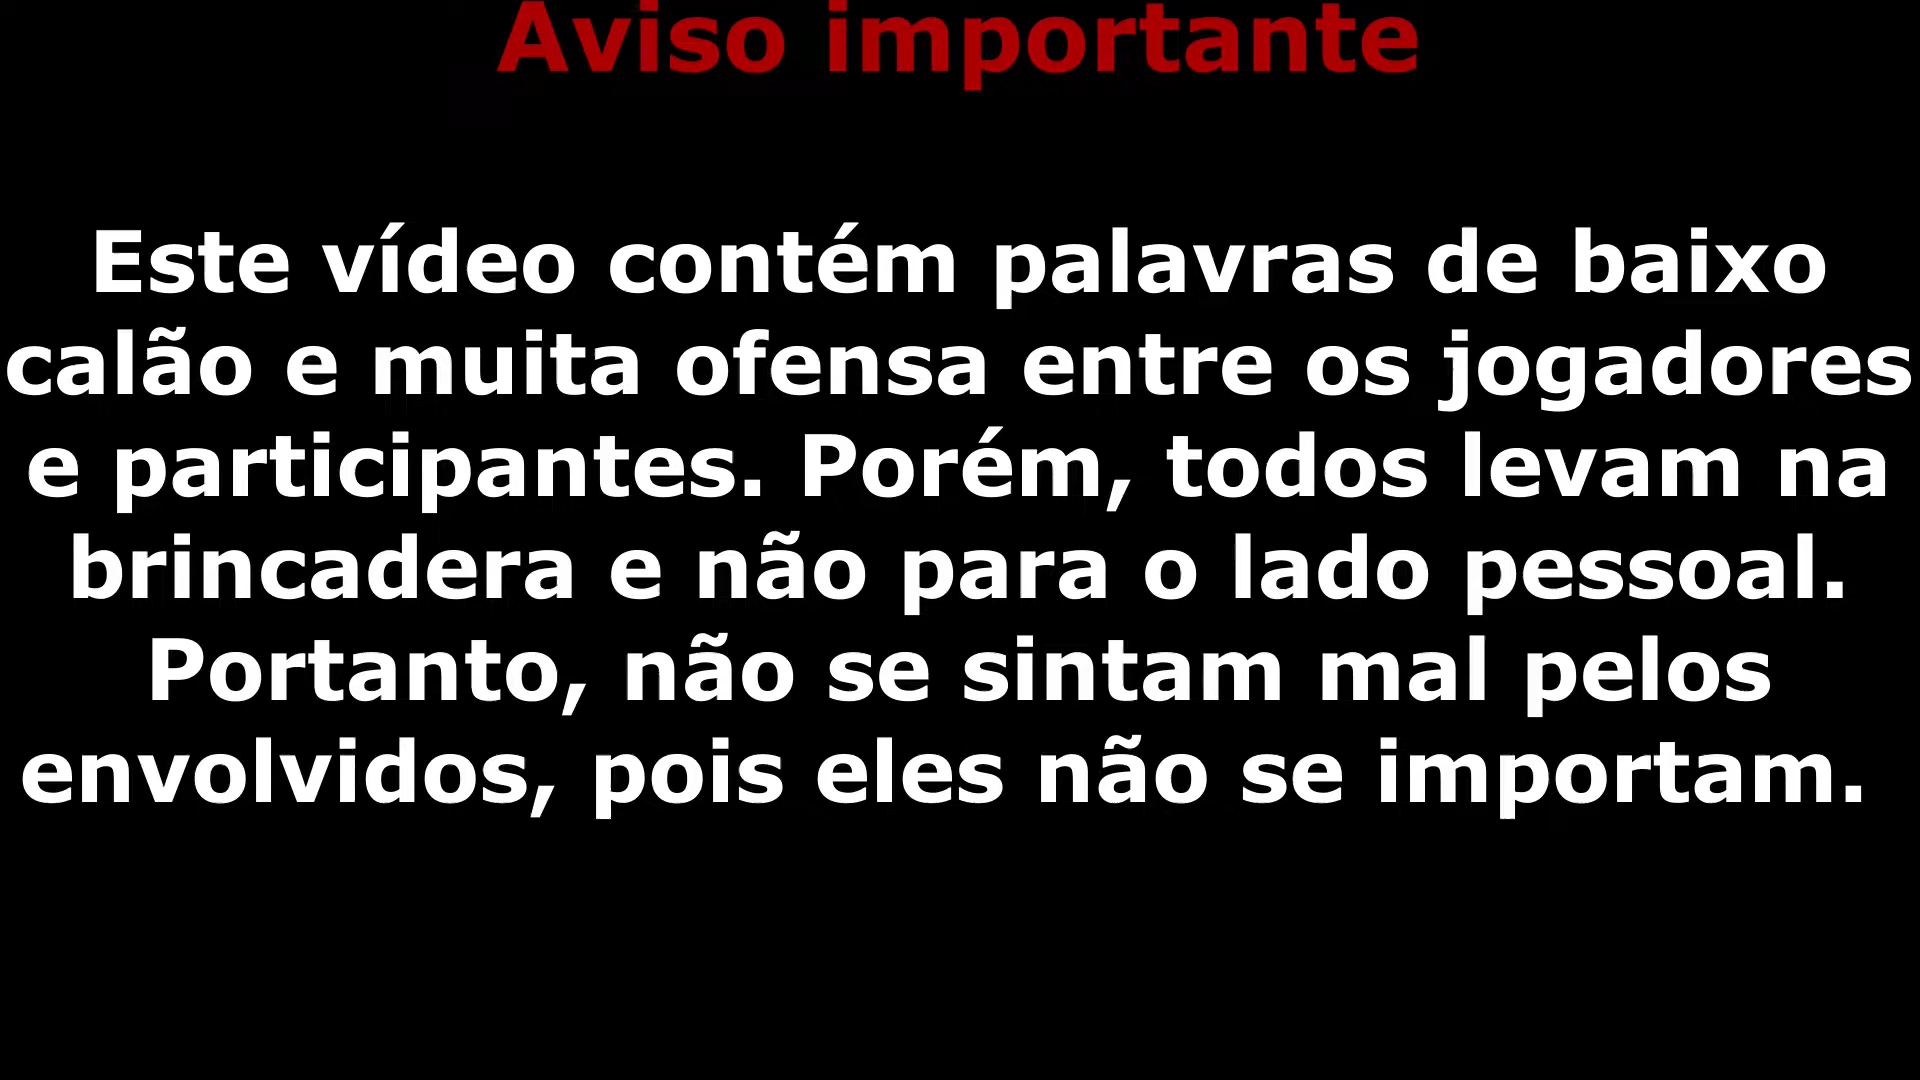 Aviso importante
Este vídeo contém palavras de baixo
calão e muita ofensa entre os jogadores
e participantes. Porém, todos levam na
brincadera e não para o lado pessoal.
Portanto, não se sintam mal pelos
envolvidos, pois eles não se importam.